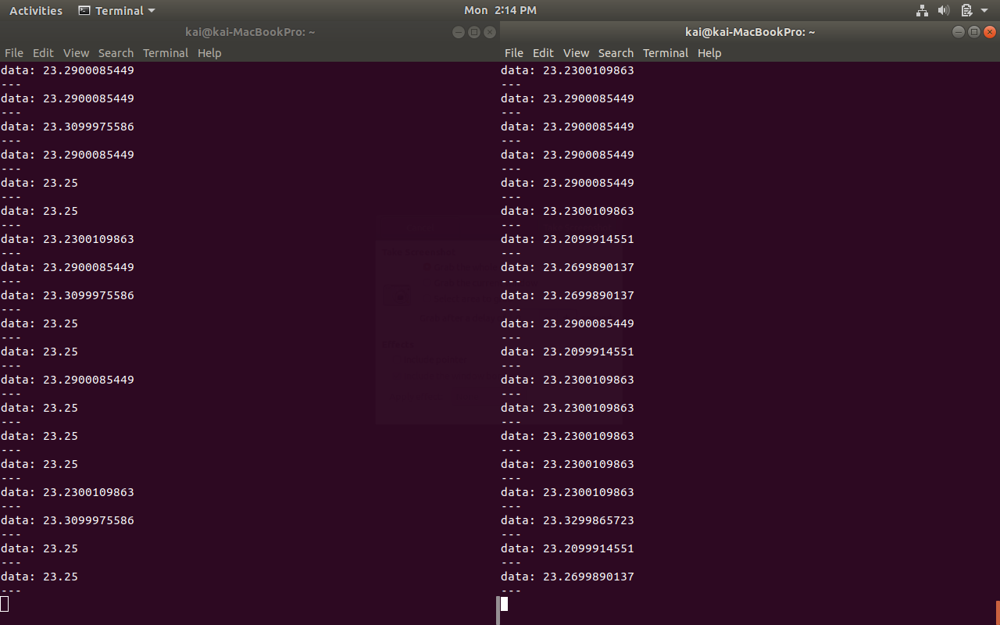 Activities Terminal Mon 2:14 PM
kai@kai-MacBookPro: ~
File Edit View Search Terminal Help
data: 23.2900085449
---
data: 23.2900085449
---
data: 23.3099975586
---
data: 23.2900085449
---
data: 23.25
---
data: 23.25
---
data: 23.2300109863
---
data: 23.2900085449
---
data: 23.3099975586
---
data: 23.25
---
data: 23.25
---
data: 23.2900085449
---
data: 23.25
---
data: 23.25
---
data: 23.25
---
data: 23.2300109863
---
data: 23.3099975586
---
data: 23.25
---
data: 23.25
---
kai@kai-MacBookPro: ~
File Edit View Search Terminal Help
data: 23.2300109863
---
data: 23.2900085449
---
data: 23.2900085449
---
data: 23.2900085449
---
data: 23.2900085449
---
data: 23.2300109863
---
data: 23.2099914551
---
data: 23.2699890137
---
data: 23.2699890137
---
data: 23.2900085449
---
data: 23.2099914551
---
data: 23.2300109863
---
data: 23.2300109863
---
data: 23.2300109863
---
data: 23.2300109863
---
data: 23.2300109863
---
data: 23.3299865723
---
data: 23.2099914551
---
data: 23.2699890137
---